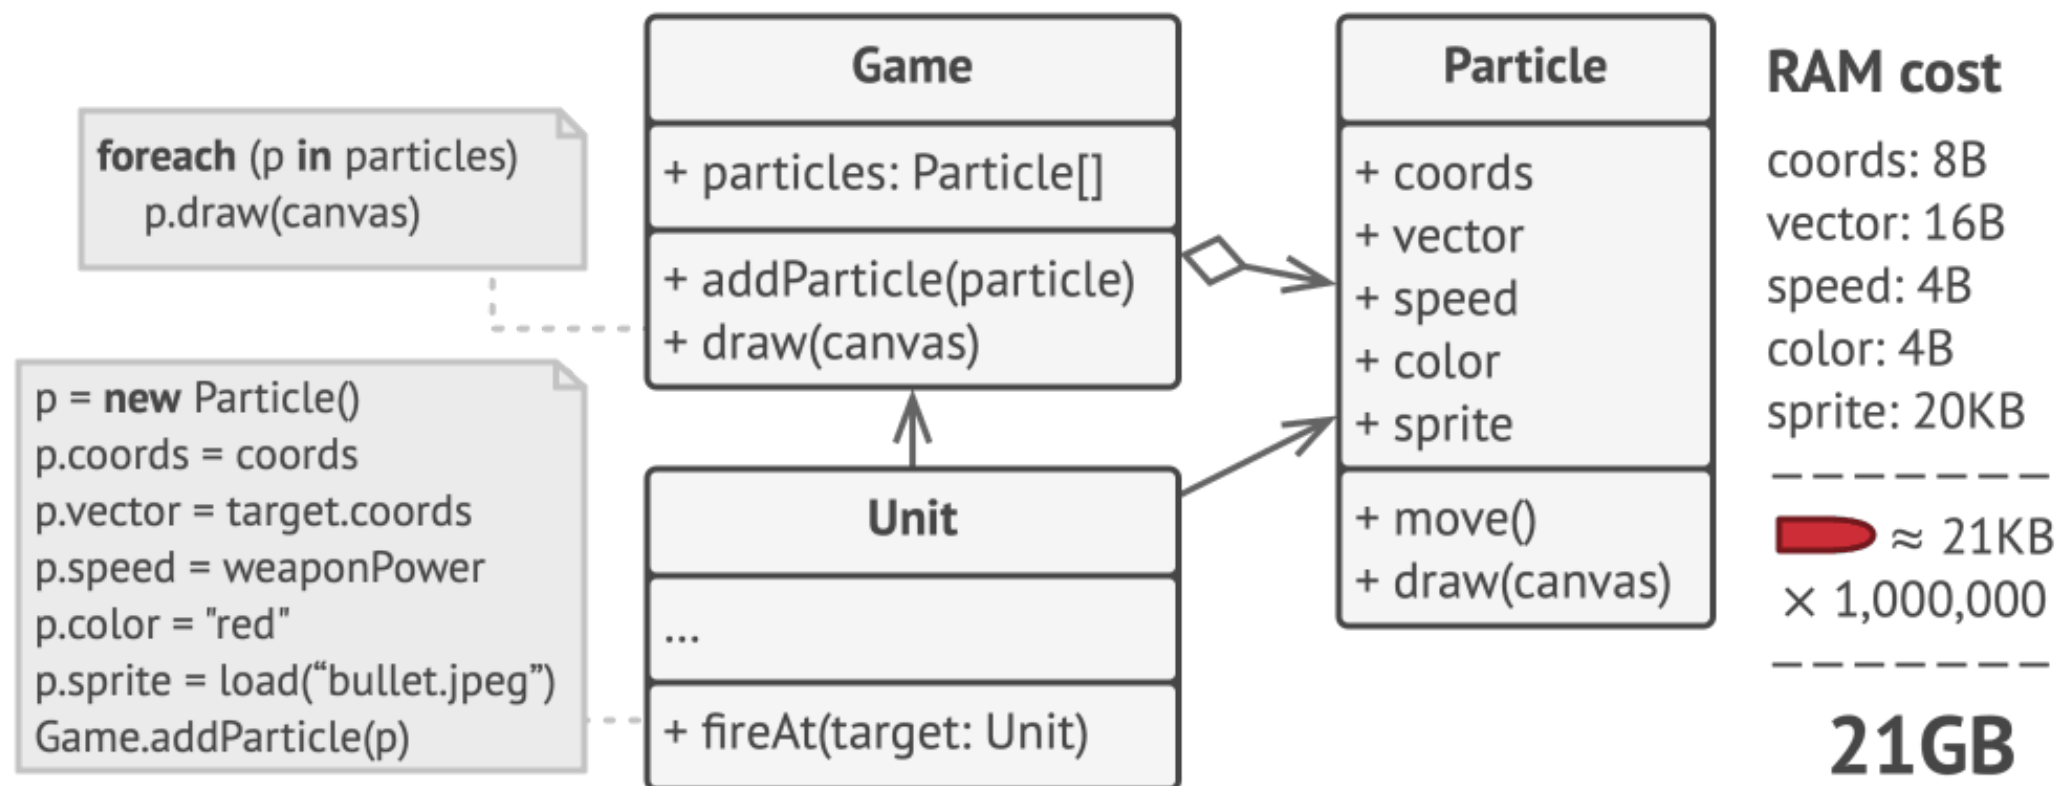 foreach (p in particles)
p.draw(canvas)
p = new Particle()
p.coords = coords
p.vector = target.coords
p.speed = weaponPower
p.color = "red"
p.sprite = load(“bullet.jpeg”)
Game.addParticle(p)
Game
+ particles: Particle[]
+ addParticle(particle)
+ draw(canvas)
Unit
...
+ fireAt(target: Unit)
Particle
+ coords
+ vector
+ speed
+ color
+ sprite
+ move()
+ draw(canvas)
RAM cost
coords: 8B
vector: 16B
speed: 4B
color: 4B
sprite: 20KB
≈ 21KB
× 1,000,000
21GB